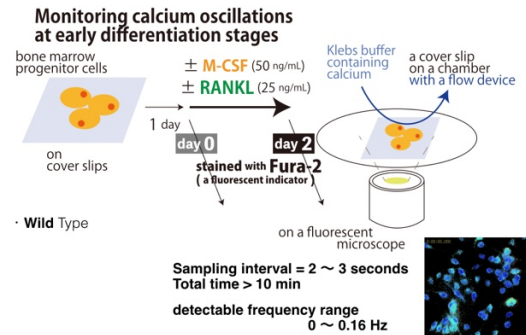 Monitoring calcium oscillations
at early differentiation stages
bone marrow
progenitor cells
on
cover slips
1 day
± M-CSF (50 ng/mL)
± RANKL (25 ng/mL)
day 0
day 2
stained with Fura-2
( a fluorescent indicator )
Klebs buffer
containing
calcium
a cover slip
on a chamber
with a flow device
on a fluorescent
microscope
· Wild Type
Sampling interval = 2 ～ 3 seconds
Total time > 10 min
detectable frequency range
0 ～ 0.16 Hz